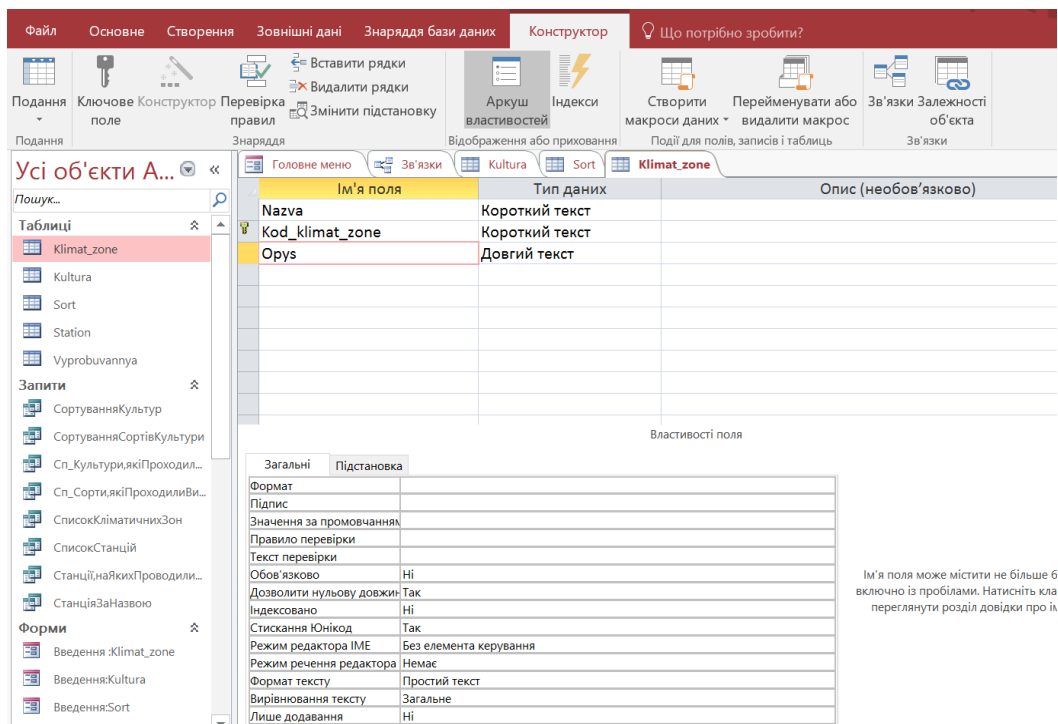 Файл Основне Створення Зовнішні дані Знаряддя бази даних Конструктор Що потрібно зробити?
Подання
Ключове поле
Конструктор
Перевірка правил
Вставити рядки
Видалити рядки
Змінити підстановку
Аркуш властивостей
Індекси
Створити макроси даних
Перейменувати або видалити макрос
Зв'язки
Залежності об'єкта
Подання Знаряддя Відображення або приховання Події для полів, записів і таблиць Зв'язки
Усі об'єкти A...
Пошук...
Таблиці
Klimat_zone
Kultura
Sort
Station
Vyprobuvannya
Запити
СортуванняКультур
СортуванняСортівКультури
Сп_Культури,якіПроходил...
Сп_Сорти,якіПроходилиВи...
СписокКліматичнихЗон
СписокСтанцій
Станції,наЯкихПроводили...
СтанціяЗаНазвою
Форми
Введення :Klimat_zone
Введення:Kultura
Введення:Sort
Головне меню Зв'язки Kultura Sort Klimat_zone
Ім'я поля Тип даних Опис (необов'язково)
Nazva Короткий текст
Kod_klimat_zone Короткий текст
Opys Довгий текст
Властивості поля
Загальні Підстановка
Формат
Підпис
Значення за промовчанням
Правило перевірки
Текст перевірки
Обов'язково Ні
Дозволити нульову довжин Так
Індексовано Ні
Стискання Юнікод Так
Режим редактора IME Без елемента керування
Режим речення редактора Немає
Формат тексту Простий текст
Вирівнювання тексту Загальне
Лише додавання Ні
Ім'я поля може містити не більше 6
включно із пробілами. Натисніть кла
переглянути розділ довідки про ім